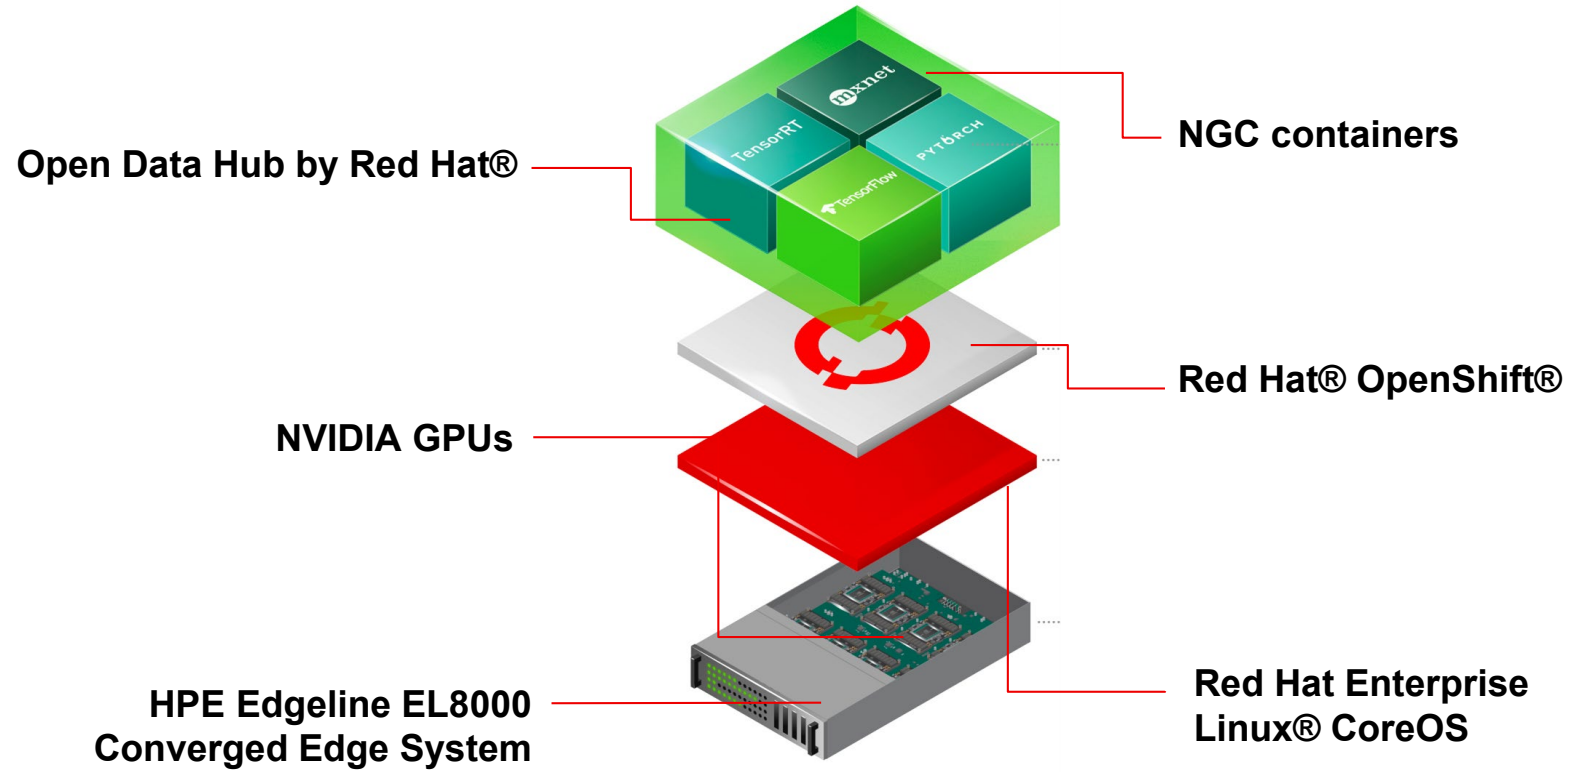 mxnet
NGC containers
TensorRT
PYTORCH
Open Data Hub by Red Hat®
TensorFlow
Red Hat® OpenShift®
NVIDIA GPUs
HPE Edgeline EL8000
Converged Edge System
Red Hat Enterprise
Linux® CoreOS